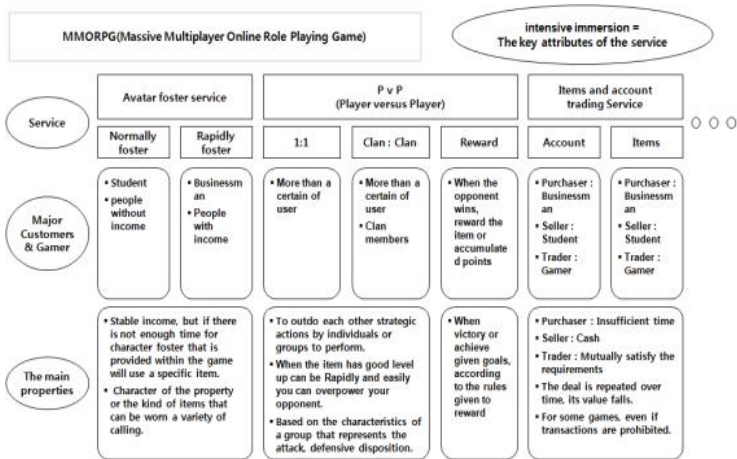 MMORPG(Massive Multiplayer Online Role Playing Game)
intensive immersion =
The key attributes of the service
Service
Avatar foster service
P v P
(Player versus Player)
Items and account
trading Service
Normally
foster
Rapidly
foster
1:1
Clan : Clan
Reward
Account
Items
Major
Customers
& Gamer
▪ Student
▪ people
without
income
▪ Businessm
an
▪ People
with
income
▪ More than a
certain of
user
▪ More than a
certain of
user
▪ Clan
members
▪ When the
opponent
wins,
reward the
item or
accumulate
d points
▪ Purchaser :
Businessm
an
▪ Seller :
Student
▪ Trader :
Gamer
▪ Purchaser :
Businessm
an
▪ Seller :
Student
▪ Trader :
Gamer
The main
properties
▪ Stable income, but if there
is not enough time for
character foster that is
provided within the game
will use a specific item.
▪ Character of the property
or the kind of items that
can be worn a variety of
calling.
▪ To outdo each other strategic
actions by individuals or
groups to perform.
▪ When the item has good level
up can be Rapidly and easily
you can overpower your
opponent.
▪ Based on the characteristics of
a group that represents the
attack, defensive disposition.
▪ When
victory or
achieve
given goals,
according
to the rules
given to
reward
▪ Purchaser : Insufficient time
▪ Seller : Cash
▪ Trader : Mutually satisfy the
requirements
▪ The deal is repeated over
time, its value falls.
▪ For some games, even if
transactions are prohibited.